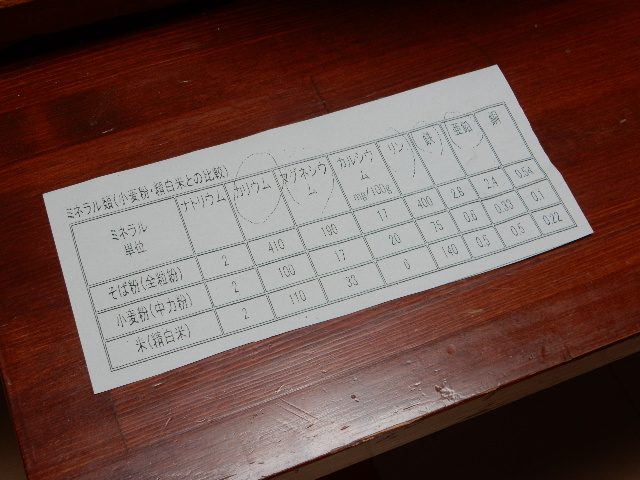 ミネラル類(小麦粉・精白米との比較)
ミネラル ナトリウム カリウム マグネシウム カルシウム リン 鉄 亜鉛 銅
単位 mg/100g
そば粉(全粒粉) 2 410 190 17 400 2.8 2.4 0.54
小麦粉(中力粉) 2 100 17 20 75 0.6 0.33 0.1
米(精白米) 2 110 33 6 140 0.5 0.22